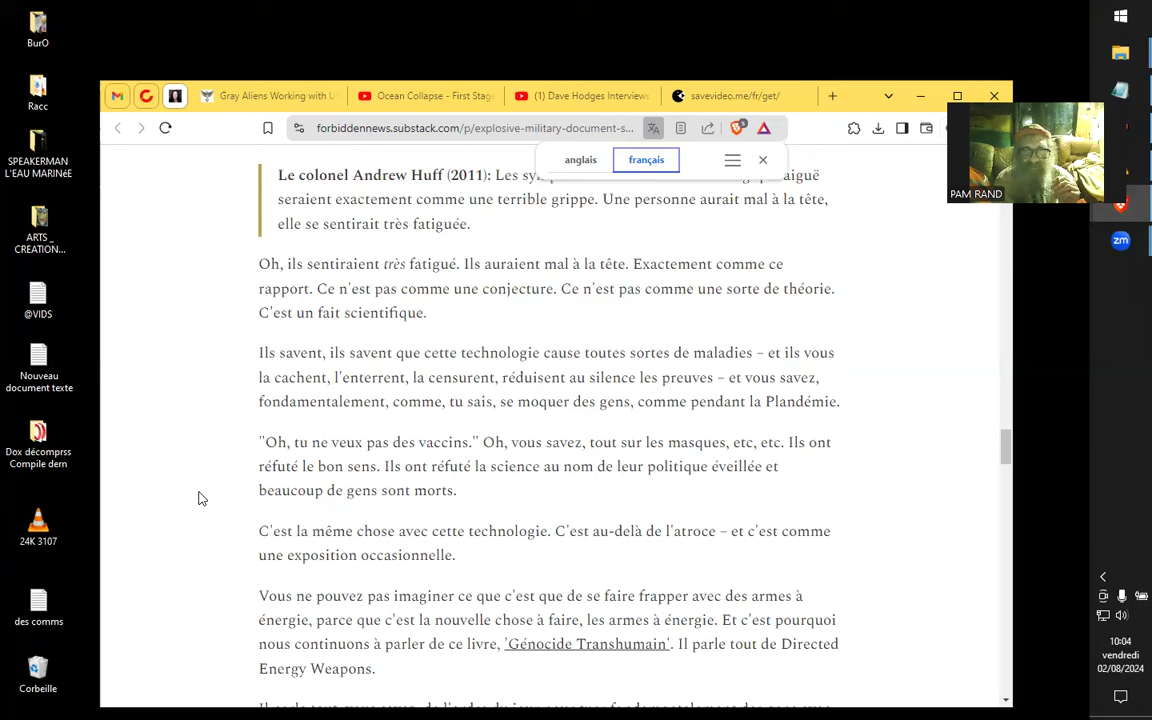 BurO
Racc
SPEAKERMAN
L'EAU MARINéE
ARTS _
CREATION...
@VIDS
Nouveau
document texte
Dox décomprss
Compile dern
24K 3107
des comms
Corbeille
Gray Aliens Working with U
Ocean Collapse - First Stage
(1) Dave Hodges Interviews
savevideo.me/fr/get/
forbiddennews.substack.com/p/explosive-military-document-s...
5
anglais
français
PAM RAND
Le colonel Andrew Huff (2011): Les
aiguë
seraient exactement comme une terrible grippe. Une personne aurait mal à la tête,
elle se sentirait très fatiguée.
Oh, ils sentiraient très fatigué. Ils auraient mal à la tête. Exactement comme ce
rapport. Ce n'est pas comme une conjecture. Ce n'est pas comme une sorte de théorie.
C'est un fait scientifique.
Ils savent, ils savent que cette technologie cause toutes sortes de maladies – et ils vous
la cachent, l'enterrent, la censurent, réduisent au silence les preuves – et vous savez,
fondamentalement, comme, tu sais, se moquer des gens, comme pendant la Plandémie.
"Oh, tu ne veux pas des vaccins." Oh, vous savez, tout sur les masques, etc, etc. Ils ont
réfuté le bon sens. Ils ont réfuté la science au nom de leur politique éveillée et
beaucoup de gens sont morts.
C'est la même chose avec cette technologie. C'est au-delà de l'atroce – et c'est comme
une exposition occasionnelle.
Vous ne pouvez pas imaginer ce que c'est que de se faire frapper avec des armes à
énergie, parce que c'est la nouvelle chose à faire, les armes à énergie. Et c'est pourquoi
nous continuons à parler de ce livre, 'Génocide Transhumain'. Il parle tout de Directed
Energy Weapons.
zm
10:04
vendredi
02/08/2024